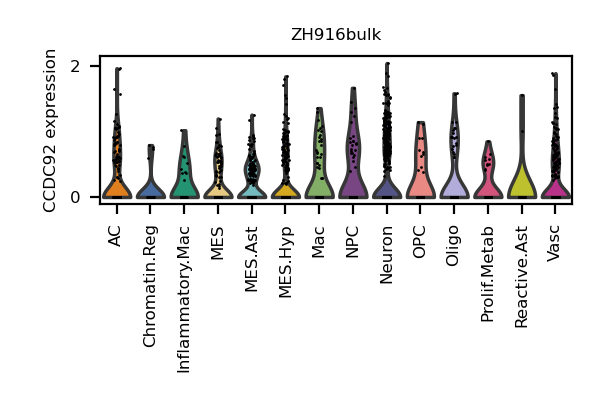 ZH916bulk
CCDC92 expression
2
0
AC
Chromatin.Reg
Inflammatory.Mac
MES
MES.Ast
MES.Hyp
Mac
NPC
Neuron
OPC
Oligo
Prolif.Metab
Reactive.Ast
Vasc